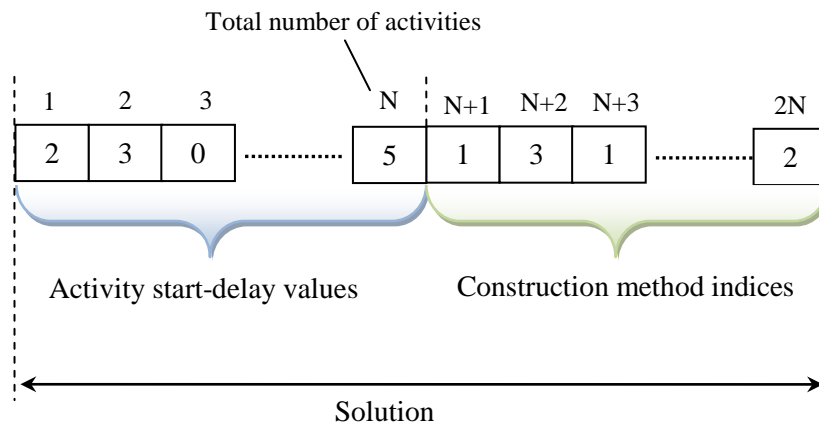 Total number of activities
1 2 3 N N+1 N+2 N+3 2N
2 3 0 5 1 3 1 2
Activity start-delay values Construction method indices
Solution